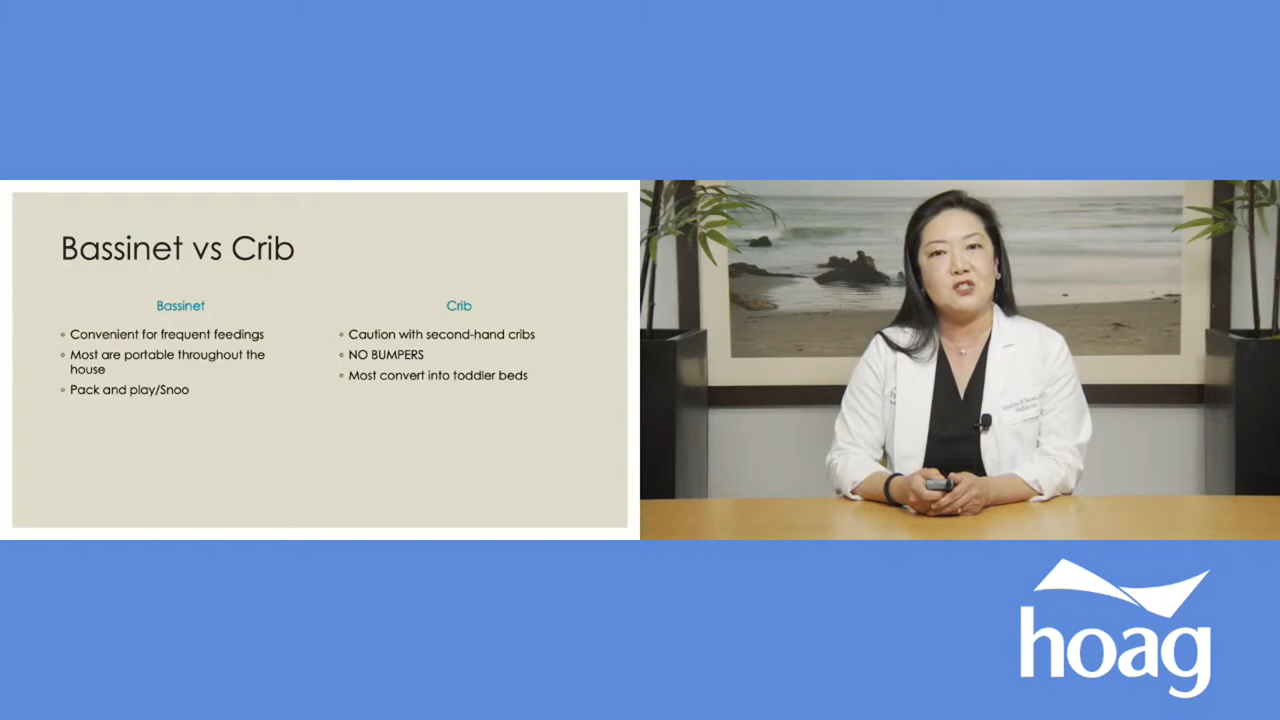 Bassinet vs Crib
Bassinet
◦ Convenient for frequent feedings
◦ Most are portable throughout the
house
◦ Pack and play/Snoo
Crib
◦ Caution with second-hand cribs
◦ NO BUMPERS
◦ Most convert into toddler beds
hoag